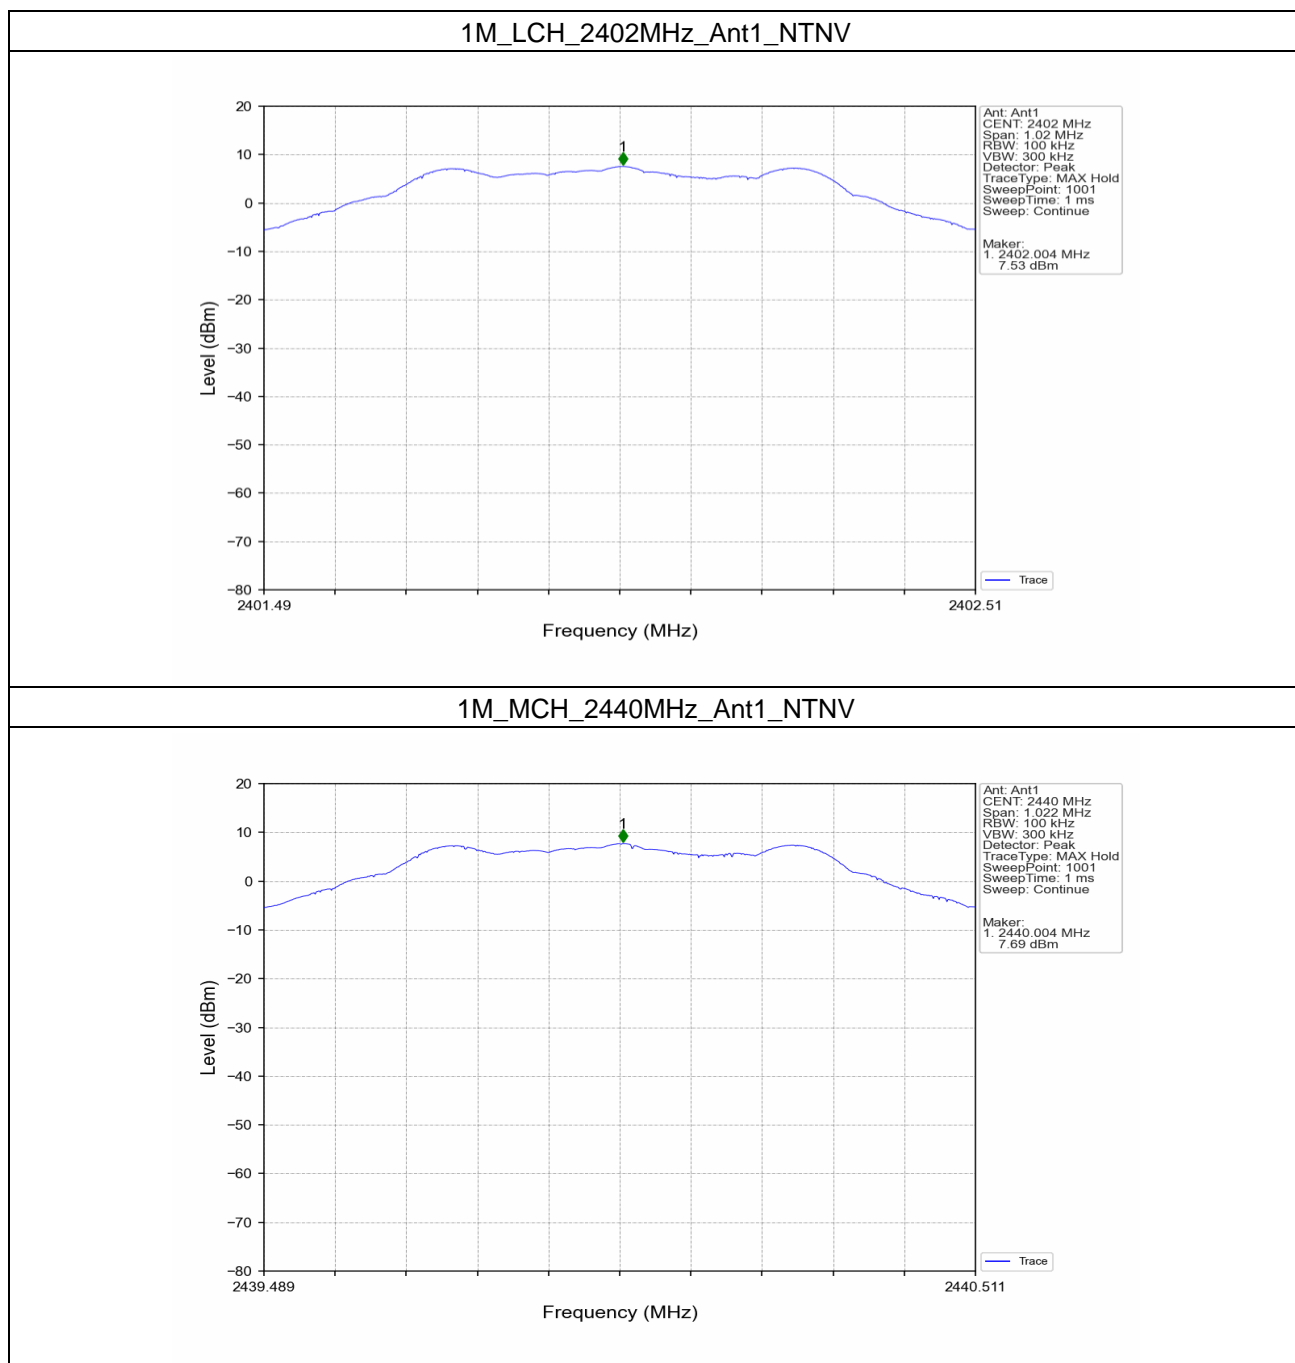 1M_LCH_2402MHz_Ant1_NTNV
20
10
0
−10
−20
−30
−40
−50
−60
−70
−80
Level (dBm)
1
2401.49
2402.51
Frequency (MHz)
Ant: Ant1
CENT: 2402 MHz
Span: 1.02 MHz
RBW: 100 kHz
VBW: 300 kHz
Detector: Peak
TraceType: MAX Hold
SweepPoint: 1001
SweepTime: 1 ms
Sweep: Continue
Maker:
1. 2402.004 MHz
7.53 dBm
Trace
1M_MCH_2440MHz_Ant1_NTNV
20
10
0
−10
−20
−30
−40
−50
−60
−70
−80
Level (dBm)
1
2439.489
2440.511
Frequency (MHz)
Ant: Ant1
CENT: 2440 MHz
Span: 1.022 MHz
RBW: 100 kHz
VBW: 300 kHz
Detector: Peak
TraceType: MAX Hold
SweepPoint: 1001
SweepTime: 1 ms
Sweep: Continue
Maker:
1. 2440.004 MHz
7.69 dBm
Trace